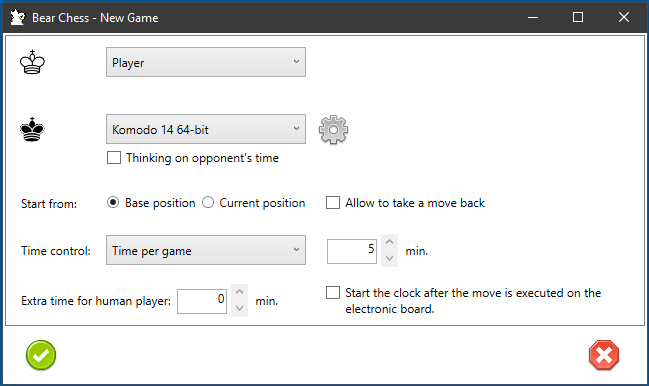 Bear Chess - New Game
Player
Komodo 14 64-bit
Thinking on opponent's time
Start from: Base position Current position Allow to take a move back
Time control: Time per game 5 min.
Extra time for human player: 0 min. Start the clock after the move is executed on the
electronic board.